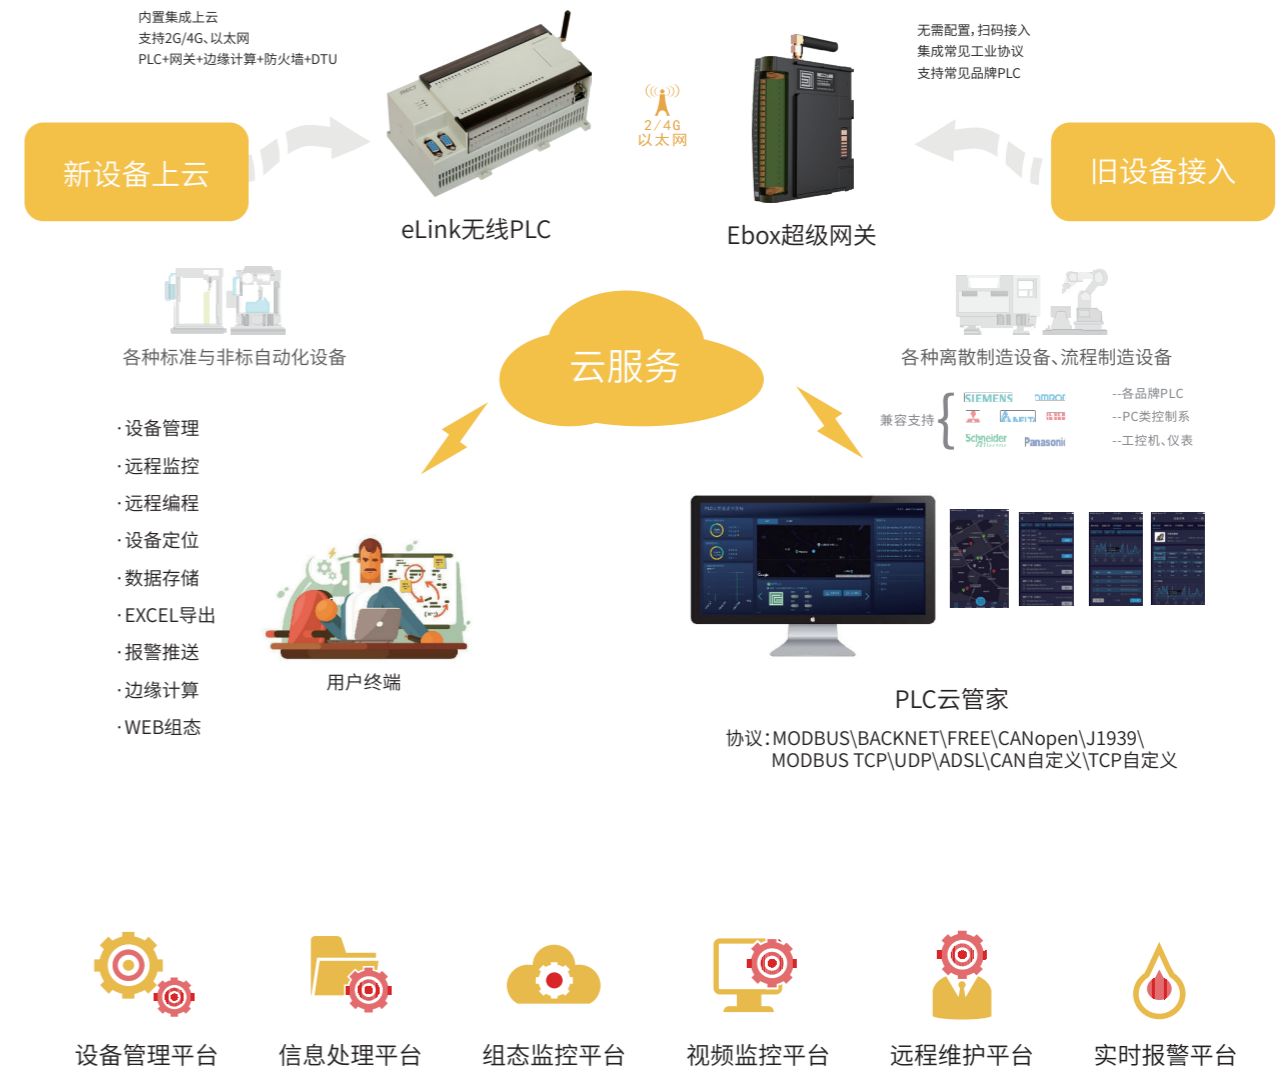 内置集成上云
支持2G/4G、以太网
PLC+网关+边缘计算+防火墙+DTU
无需配置，扫码接入
集成常见工业协议
支持常见品牌PLC
2/4G
以太网
新设备上云
旧设备接入
eLink无线PLC
Ebox超级网关
云服务
各种标准与非标自动化设备
各种离散制造设备、流程制造设备
兼容支持
SIEMENS
OMRON
DELTA
Schneider
Electric
Panasonic
--各品牌PLC
--PC类控制系
--工控机、仪表
·设备管理
·远程监控
·远程编程
·设备定位
·数据存储
·EXCEL导出
·报警推送
·边缘计算
·WEB组态
用户终端
PLC云管家
协议：MODBUS\BACKNET\FREE\CANopen\J1939\
MODBUS TCP\UDP\ADSL\CAN自定义\TCP自定义
设备管理平台
信息处理平台
组态监控平台
视频监控平台
远程维护平台
实时报警平台